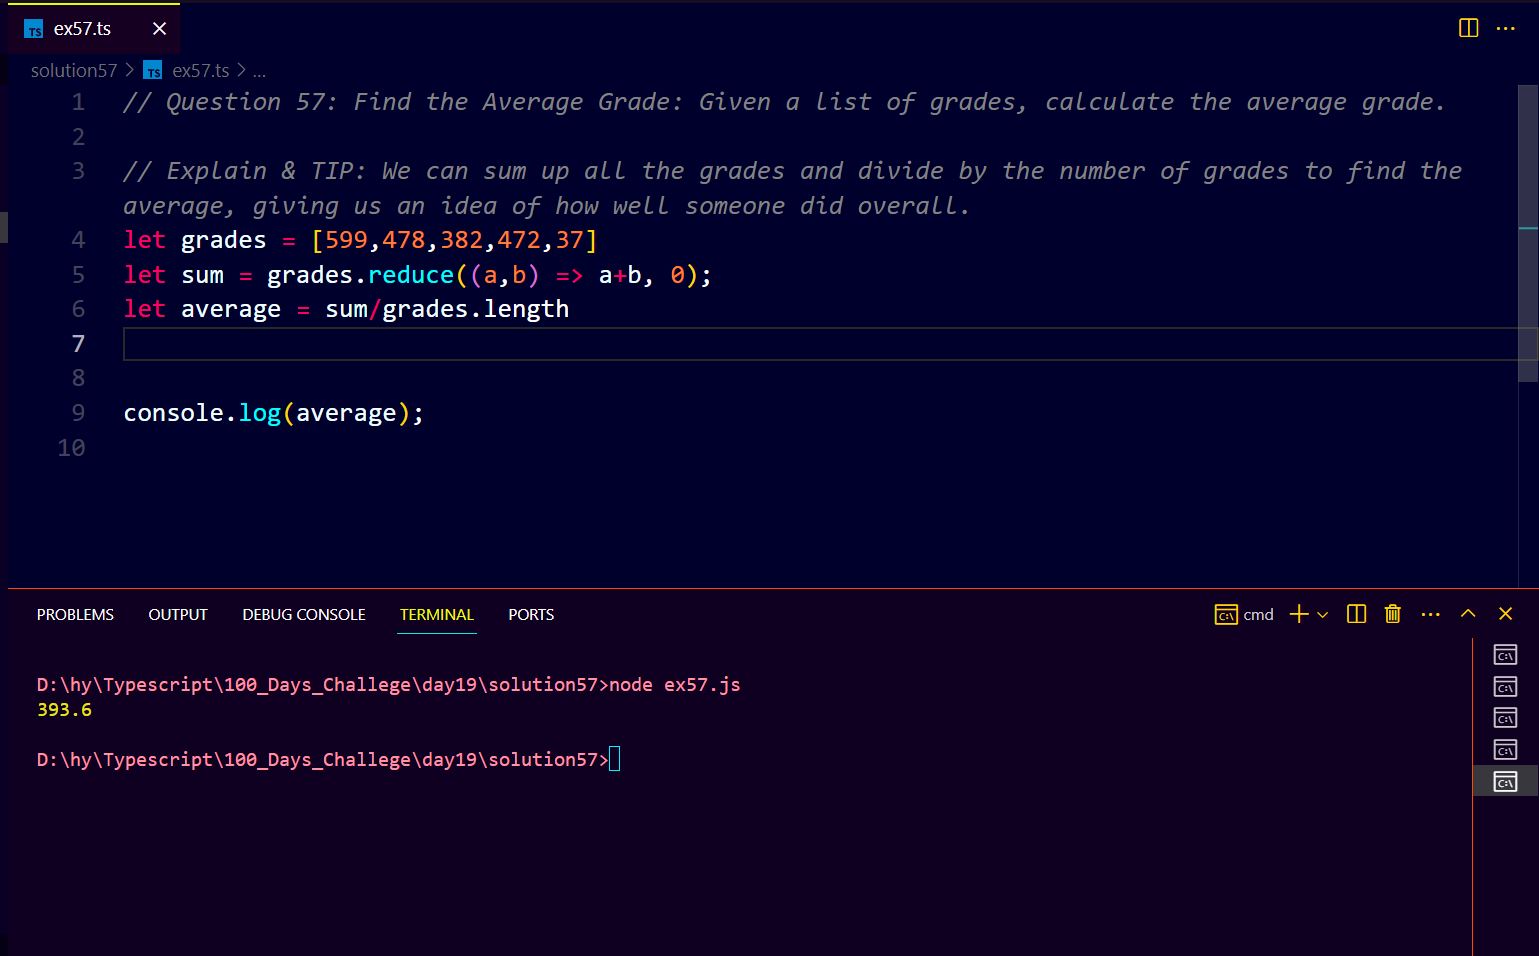 TS ex57.ts
solution57 > TS ex57.ts > ...
1 // Question 57: Find the Average Grade: Given a list of grades, calculate the average grade.
2
3 // Explain & TIP: We can sum up all the grades and divide by the number of grades to find the
average, giving us an idea of how well someone did overall.
4 let grades = [599,478,382,472,37]
5 let sum = grades.reduce((a,b) => a+b, 0);
6 let average = sum/grades.length
7
8
9 console.log(average);
10
PROBLEMS OUTPUT DEBUG CONSOLE TERMINAL PORTS cmd
D:\hy\Typescript\100_Days_Challege\day19\solution57>node ex57.js
393.6
D:\hy\Typescript\100_Days_Challege\day19\solution57>